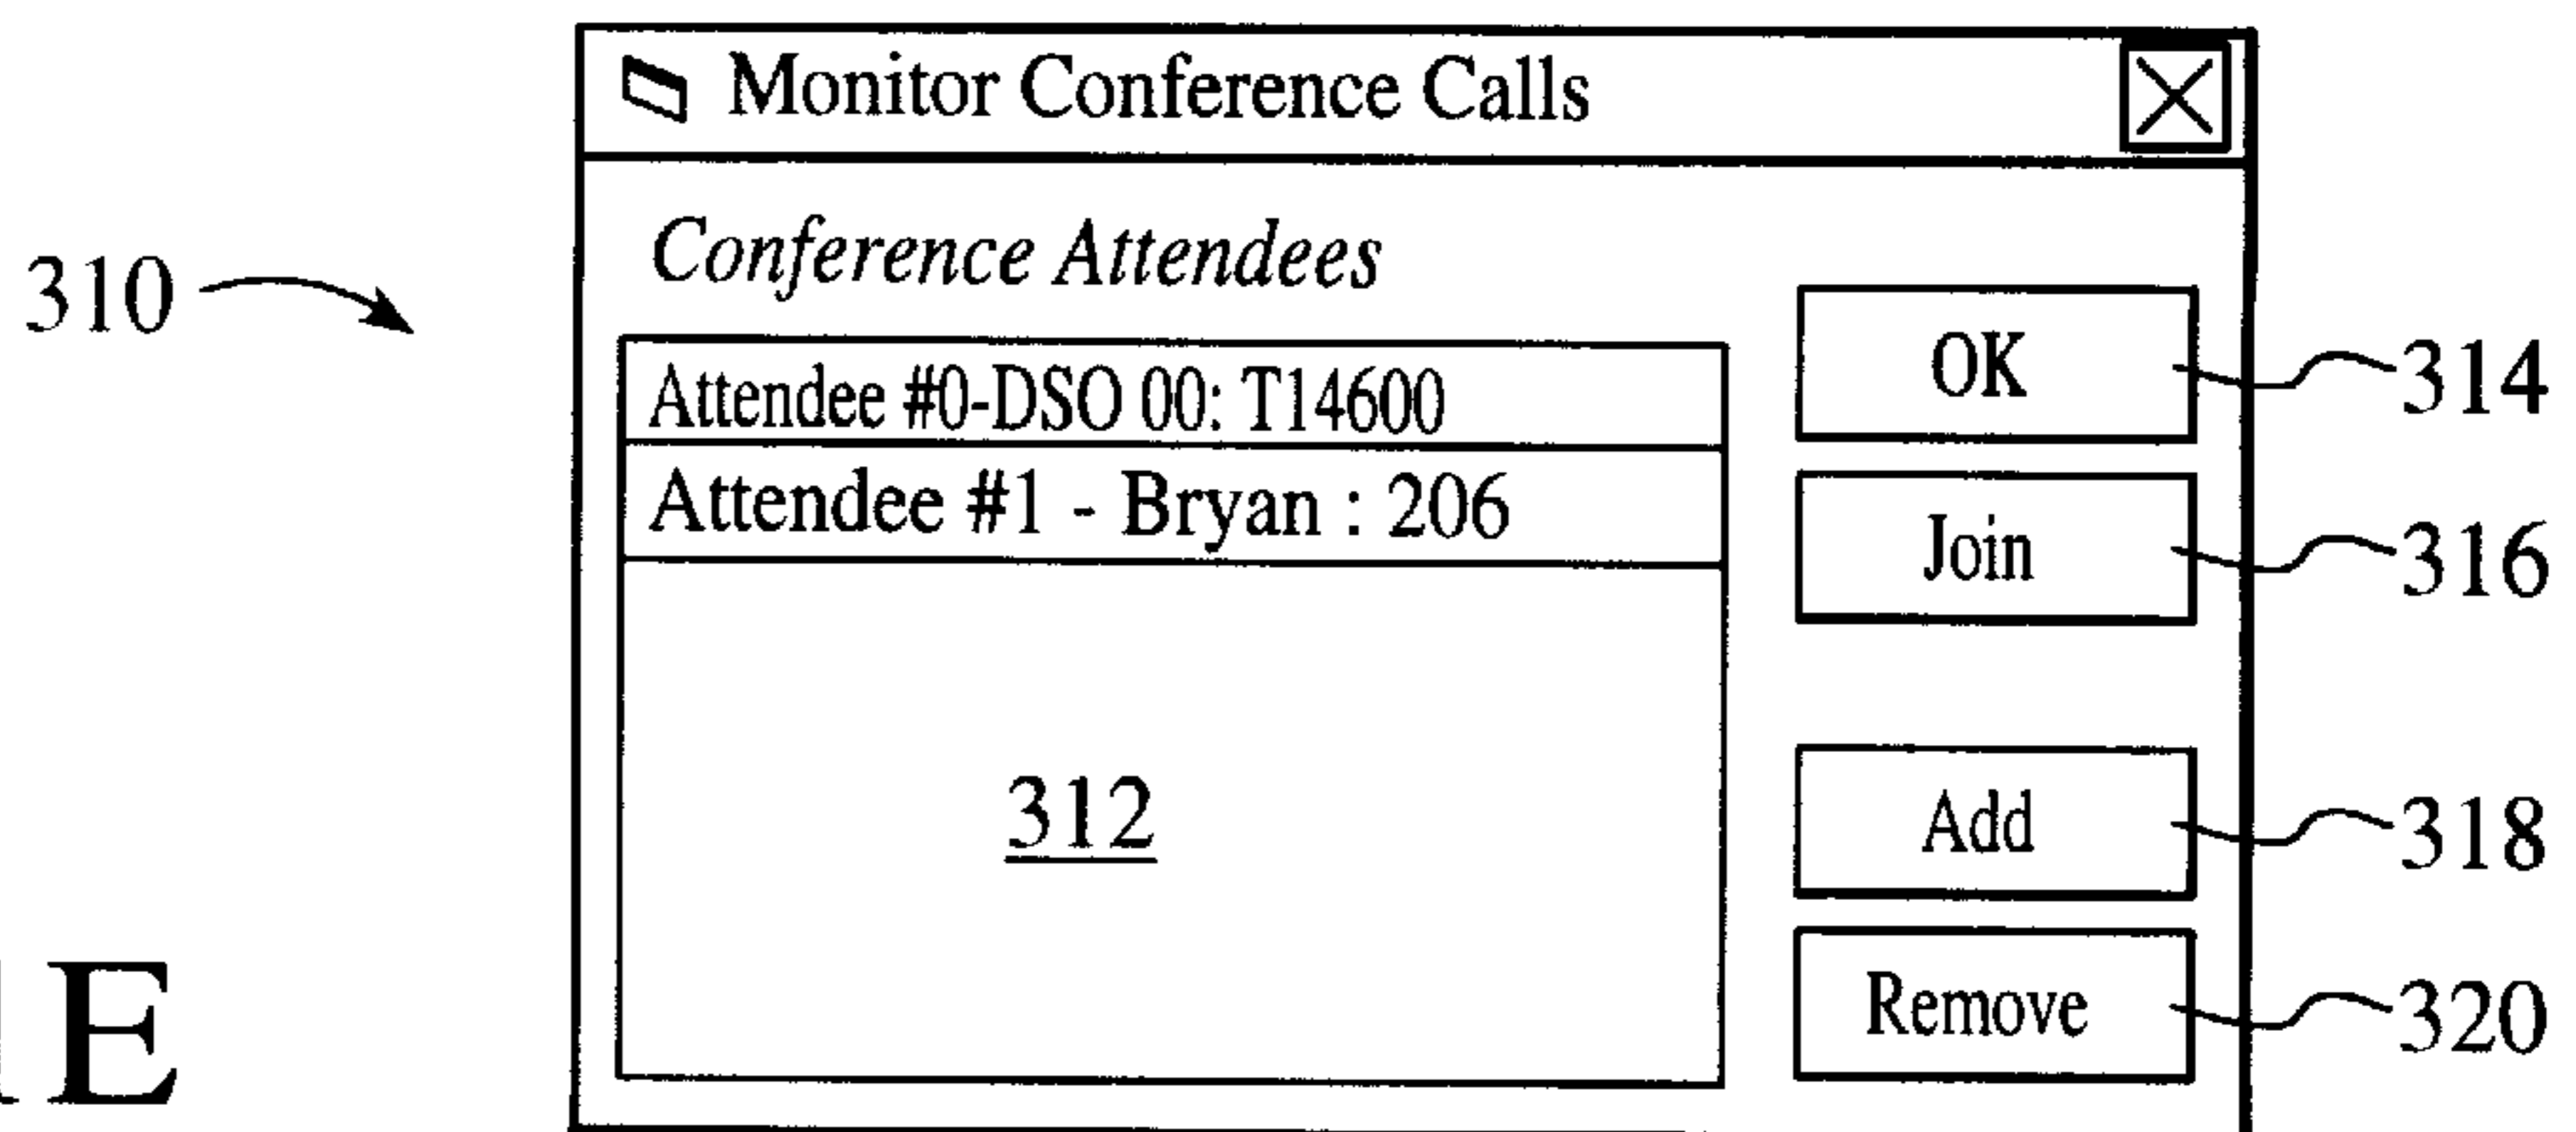 Monitor Conference Calls
Conference Attendees
310
Attendee #0-DSO 00: T14600
Attendee #1 - Bryan : 206
312
OK
314
Join
316
Add
318
Remove
320
E